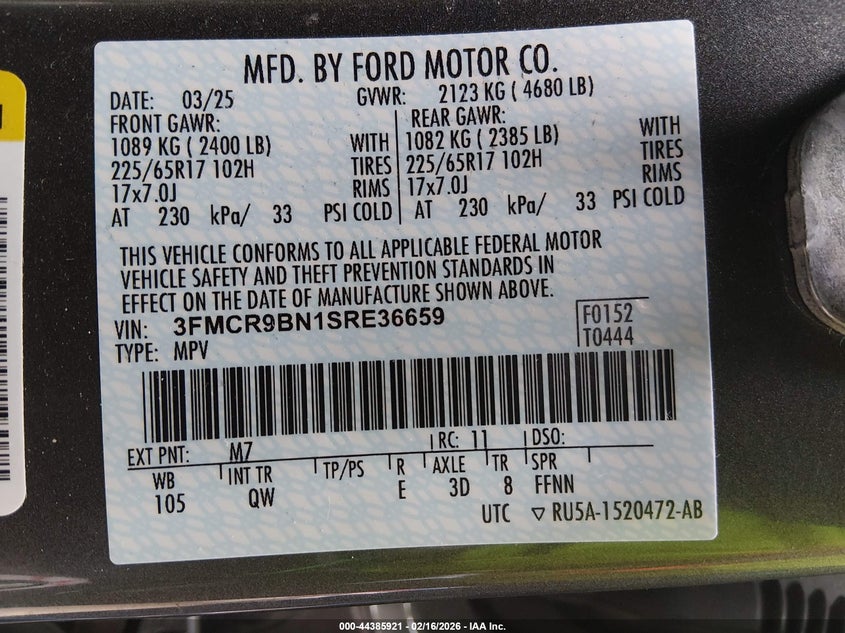 MFD. BY FORD MOTOR CO.
DATE: 03/25 GVWR: 2123 KG ( 4680 LB)
FRONT GAWR: REAR GAWR:
1089 KG ( 2400 LB) WITH 1082 KG ( 2385 LB) WITH
225/65R17 102H TIRES 225/65R17 102H TIRES
17x7.0J RIMS 17x7.0J RIMS
AT 230 kPa/ 33 PSI COLD AT 230 kPa/ 33 PSI COLD
THIS VEHICLE CONFORMS TO ALL APPLICABLE FEDERAL MOTOR
VEHICLE SAFETY AND THEFT PREVENTION STANDARDS IN
EFFECT ON THE DATE OF MANUFACTURE SHOWN ABOVE.
VIN: 3FMCR9BN1SRE36659 F0152
TYPE: MPV T0444
EXT PNT: M7 RC: 11 DSO:
WB INT TR TP/PS R AXLE TR SPR
105 QW E 3D 8 FFNN
UTC ▽ RU5A-1520472-AB
000-44385921 - 02/16/2026 - IAA Inc.